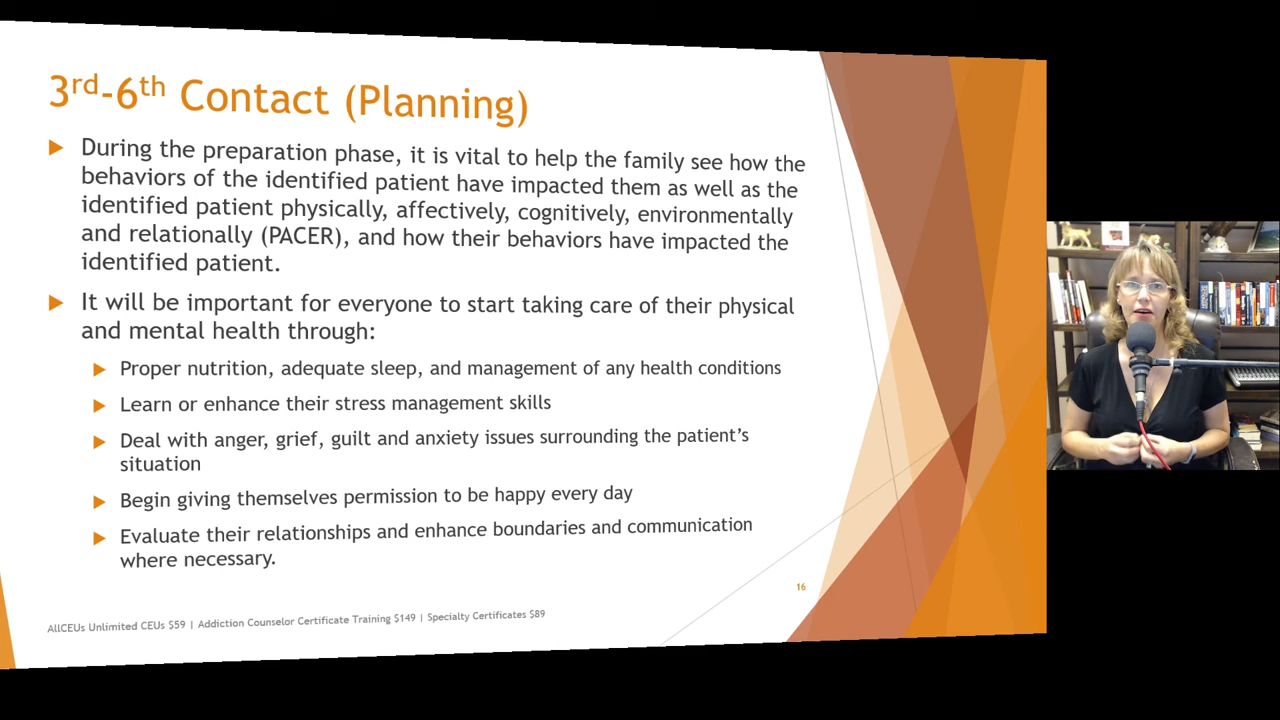 3rd-6th Contact (Planning)
During the preparation phase, it is vital to help the family see how the
behaviors of the identified patient have impacted them as well as the
identified patient physically, affectively, cognitively, environmentally
and relationally (PACER), and how their behaviors have impacted the
identified patient.
It will be important for everyone to start taking care of their physical
and mental health through:
Proper nutrition, adequate sleep, and management of any health conditions
Learn or enhance their stress management skills
Deal with anger, grief, guilt and anxiety issues surrounding the patient's
situation
Begin giving themselves permission to be happy every day
Evaluate their relationships and enhance boundaries and communication
where necessary.
16
AllCEUs Unlimited CEUs $59 | Addiction Counselor Certificate Training $149 | Specialty Certificates $89